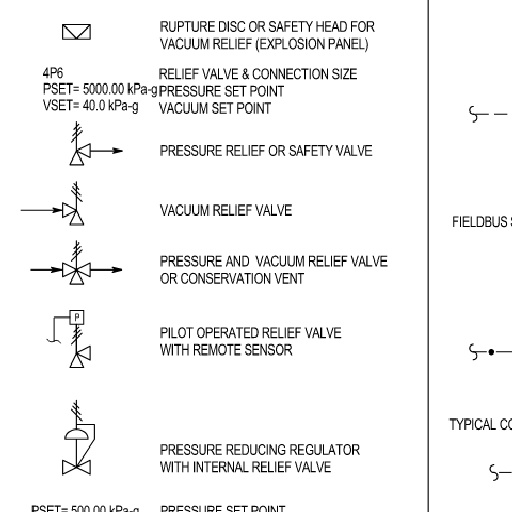 RUPTURE DISC OR SAFETY HEAD FOR
VACUUM RELIEF (EXPLOSION PANEL)
4P6 RELIEF VALVE & CONNECTION SIZE
PSET= 5000.00 kPa-g PRESSURE SET POINT
VSET= 40.0 kPa-g VACUUM SET POINT
PRESSURE RELIEF OR SAFETY VALVE
VACUUM RELIEF VALVE
PRESSURE AND VACUUM RELIEF VALVE
OR CONSERVATION VENT
P
PILOT OPERATED RELIEF VALVE
WITH REMOTE SENSOR
PRESSURE REDUCING REGULATOR
WITH INTERNAL RELIEF VALVE
PSET= 500.00 kPa-g PRESSURE SET POINT
FIELDBUS S
TYPICAL CO